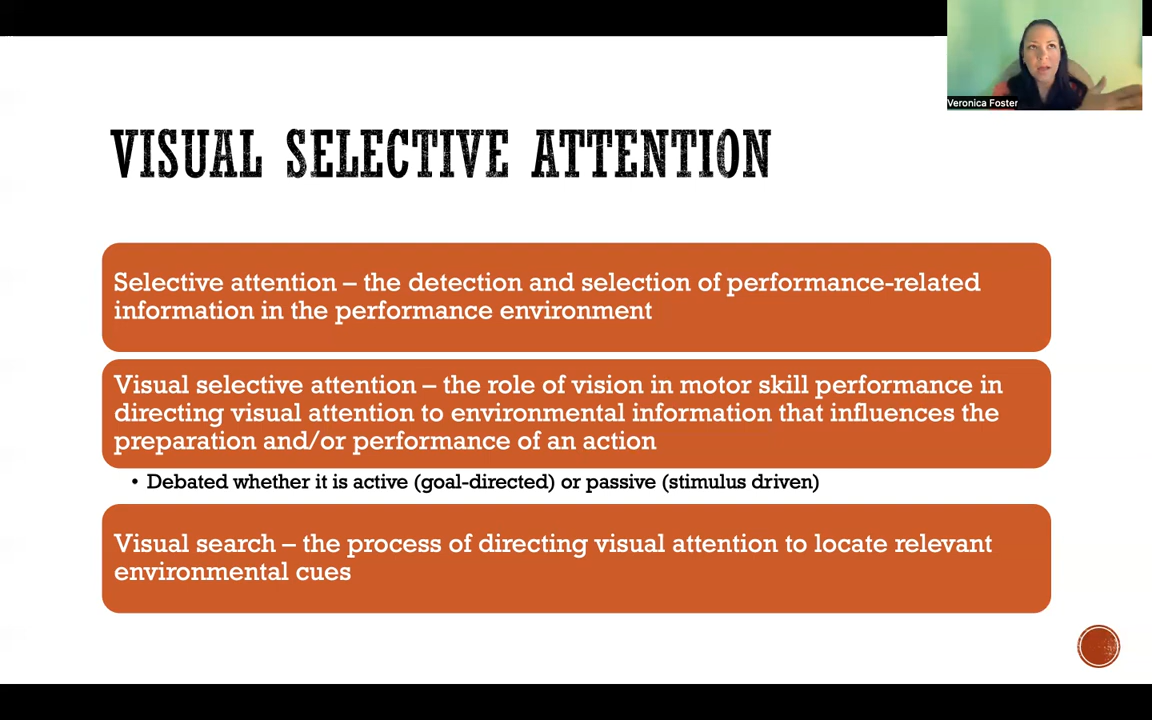 Veronica Foster
VISUAL SELECTIVE ATTENTION
Selective attention – the detection and selection of performance-related
information in the performance environment
Visual selective attention – the role of vision in motor skill performance in
directing visual attention to environmental information that influences the
preparation and/or performance of an action
• Debated whether it is active (goal-directed) or passive (stimulus driven)
Visual search – the process of directing visual attention to locate relevant
environmental cues